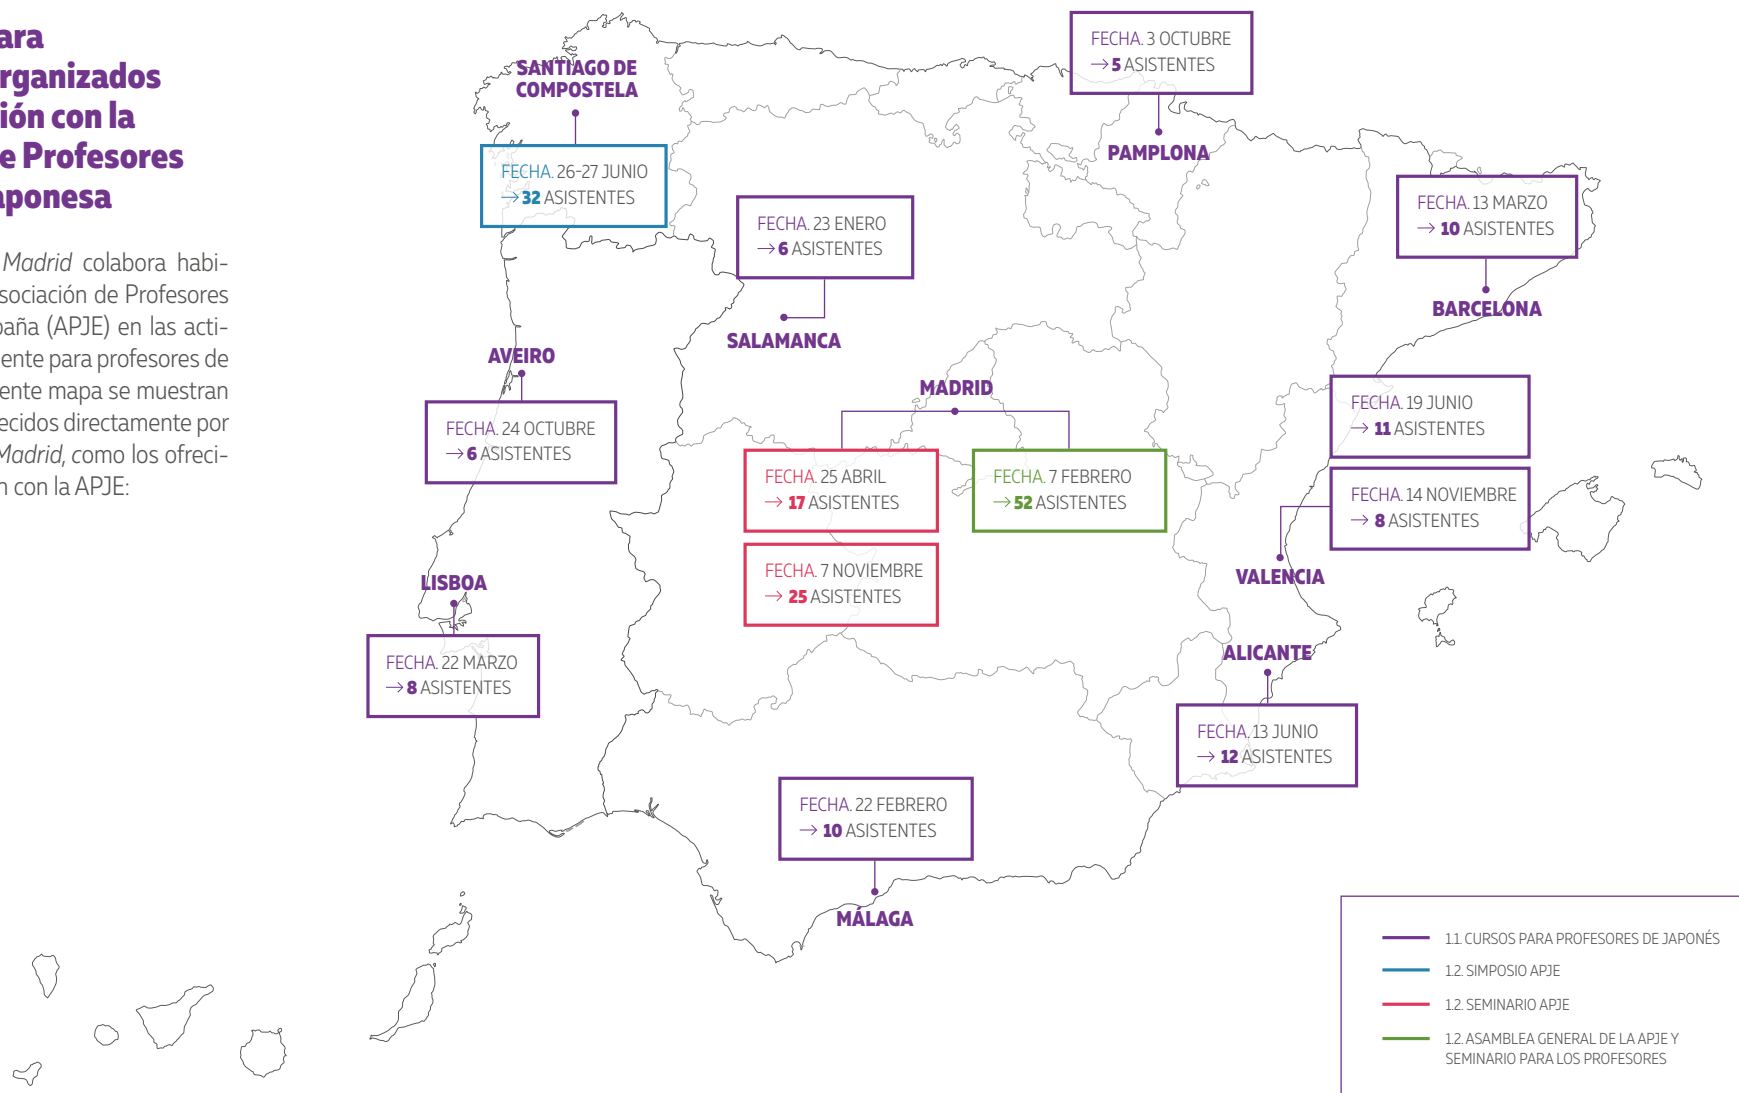 ara
rganizados
ión con la
e Profesores
aponesa
Madrid colabora habi-
sociación de Profesores
paña (APJE) en las acti-
ente para profesores de
ente mapa se muestran
ecidos directamente por
Madrid, como los ofreci-
n con la APJE:
SANTIAGO DE
COMPOSTELA
FECHA. 26-27 JUNIO
→ 32 ASISTENTES
FECHA. 3 OCTUBRE
→ 5 ASISTENTES
PAMPLONA
FECHA. 13 MARZO
→ 10 ASISTENTES
BARCELONA
FECHA. 23 ENERO
→ 6 ASISTENTES
SALAMANCA
AVEIRO
FECHA. 24 OCTUBRE
→ 6 ASISTENTES
MADRID
FECHA. 25 ABRIL
→ 17 ASISTENTES
FECHA. 7 FEBRERO
→ 52 ASISTENTES
FECHA. 7 NOVIEMBRE
→ 25 ASISTENTES
FECHA. 19 JUNIO
→ 11 ASISTENTES
FECHA. 14 NOVIEMBRE
→ 8 ASISTENTES
VALENCIA
LISBOA
FECHA. 22 MARZO
→ 8 ASISTENTES
ALICANTE
FECHA. 13 JUNIO
→ 12 ASISTENTES
FECHA. 22 FEBRERO
→ 10 ASISTENTES
MÁLAGA
1.1. CURSOS PARA PROFESORES DE JAPONÉS
1.2. SIMPOSIO APJE
1.2. SEMINARIO APJE
1.2. ASAMBLEA GENERAL DE LA APJE Y
SEMINARIO PARA LOS PROFESORES